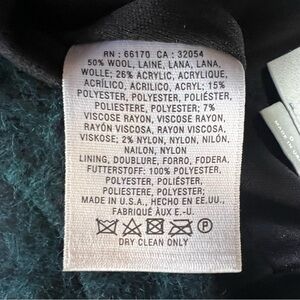 RN : 66170 CA : 32054
50% WOOL, LAINE, LANA, LANA,
WOLLE; 26% ACRYLIC, ACRYLIQUE,
ACRÍLICO, ACRILICO, ACRYL; 15%
POLYESTER, POLYESTER, POLIÉSTER,
POLIESTERE, POLYESTER; 7%
VISCOSE RAYON, VISCOSE RAYON,
RAYÓN VISCOSA, RAYON VISCOSA,
VISKOSE; 2% NYLON, NYLON, NILÓN,
NAILON, NYLON
LINING, DOUBLURE, FORRO, FODERA,
FUTTERSTOFF: 100% POLYESTER,
POLYESTER, POLIÉSTER,
POLIESTERE, POLYESTER;
MADE IN U.S.A., HECHO EN EE.UU.,
FABRIQUÉ AUX E.-U.
P
DRY CLEAN ONLY